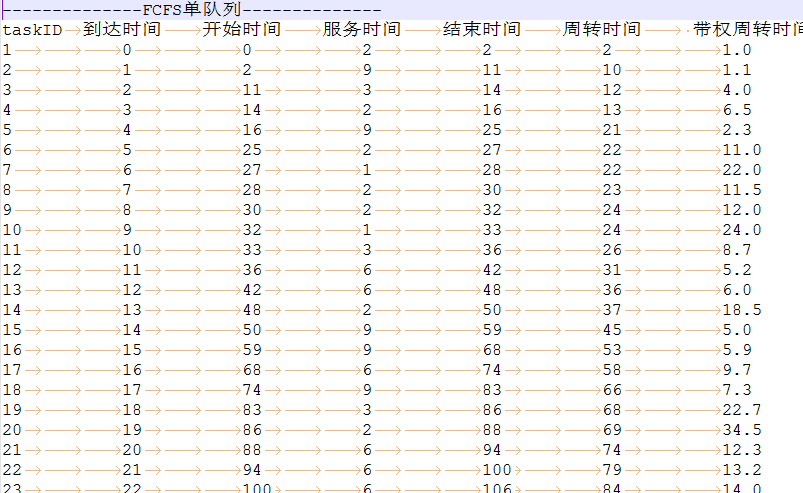 --------------FCFS单队列--------------
taskID 到达时间 开始时间 服务时间 结束时间 周转时间 带权周转时间
1 0 0 2 2 2 1.0
2 1 2 9 11 10 1.1
3 2 11 3 14 12 4.0
4 3 14 2 16 13 6.5
5 4 16 9 25 21 2.3
6 5 25 2 27 22 11.0
7 6 27 1 28 22 22.0
8 7 28 2 30 23 11.5
9 8 30 2 32 24 12.0
10 9 32 1 33 24 24.0
11 10 33 3 36 26 8.7
12 11 36 6 42 31 5.2
13 12 42 6 48 36 6.0
14 13 48 2 50 37 18.5
15 14 50 9 59 45 5.0
16 15 59 9 68 53 5.9
17 16 68 6 74 58 9.7
18 17 74 9 83 66 7.3
19 18 83 3 86 68 22.7
20 19 86 2 88 69 34.5
21 20 88 6 94 74 12.3
22 21 94 6 100 79 13.2
23 22 100 6 106 84 14.0